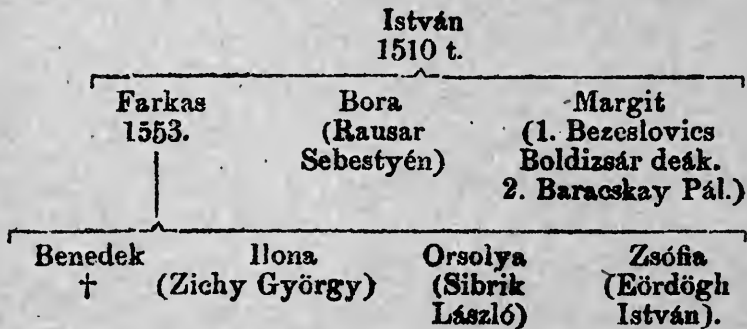 István
1510 t.
Farkas Bora Margit
1553. (Rausar (1. Bezeslovics
Sebestyén) Boldizsár deák.
2. Baracskay Pál.)
Benedek Ilona Orsolya Zsófia
† (Zichy György) (Sibrik (Eördögh
László) István).